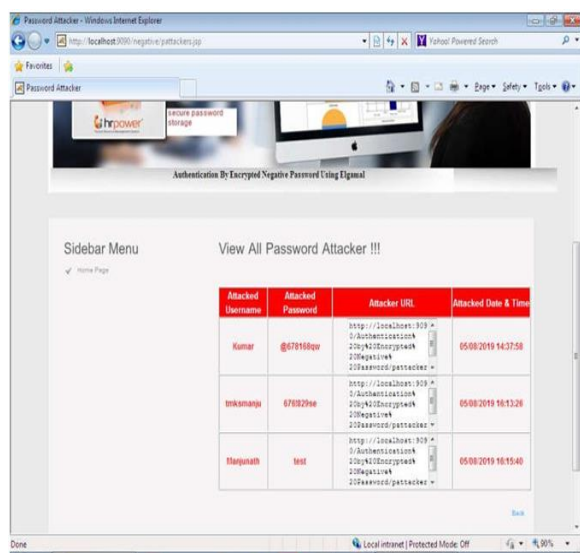 Password Attacker - Windows Internet Explorer
http://localhost:9090/negative/pattackers.jsp
Yahoo! Powered Search
Favorites
Password Attacker
Page Safety Tools
hrpower
secure password
storage
Authentication By Encrypted Negative Password Using Elgamal
Sidebar Menu
Home Page
View All Password Attacker !!!
Attacked Username Attacked Password Attacker URL Attacked Date & Time
Kumar @678168qw 05/08/2019 14:37:58
http://localhost:909
0/Authentication%
20by%20Encrypted%
20Negative%
20Password/pattacker
tmksmanju 676!829se 05/08/2019 16:13:26
http://localhost:909
0/Authentication%
20by%20Encrypted%
20Negative%
20Password/pattacker
test 05/08/2019 16:15:40
http://localhost:909
0/Authentication%
20by%20Encrypted%
20Negative%
20Password/pattacker
Back
Done
Local intranet | Protected Mode: Off
90%